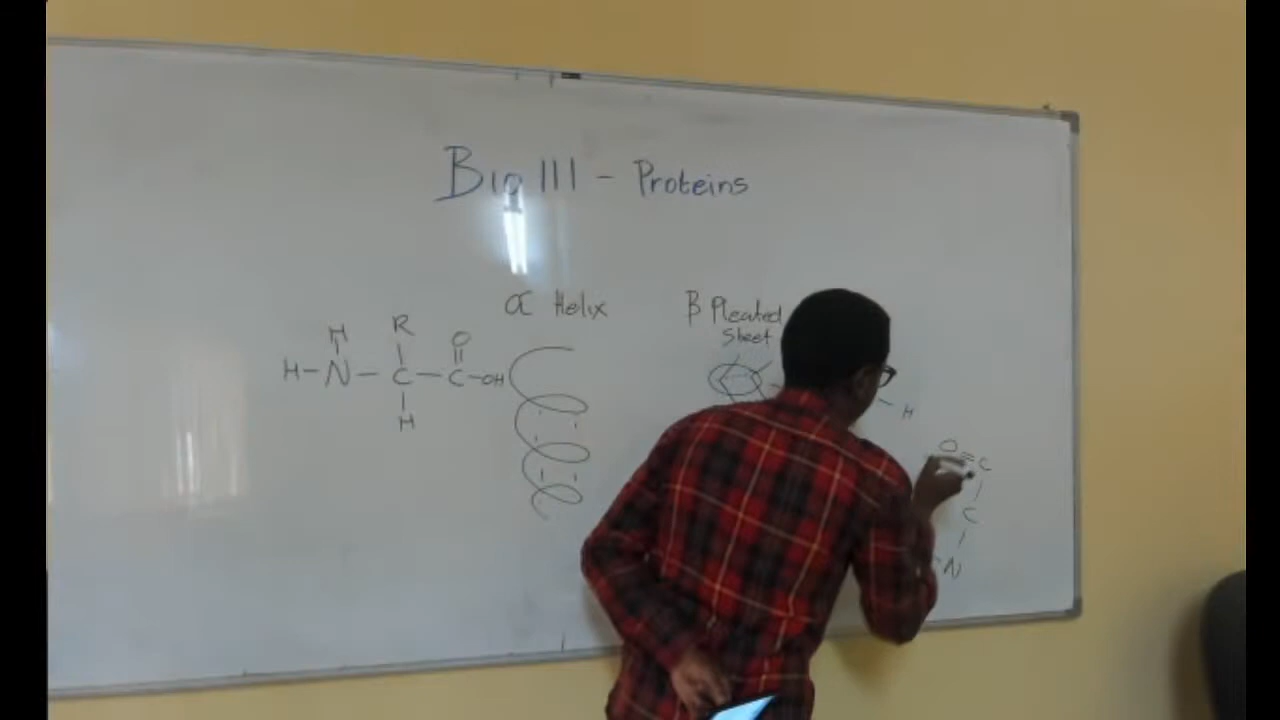 Bio 111 - Proteins
α Helix
β Pleated
Sheet
H R O
H-N-C-C-OH
H
H
O=C
C
N